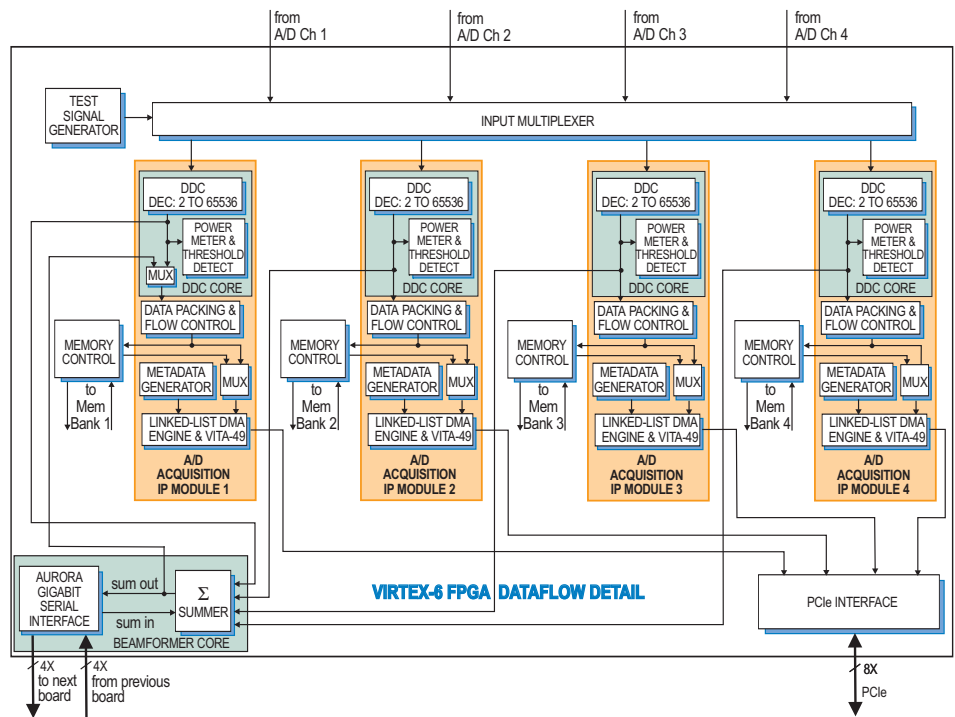 from
A/D Ch 1
from
A/D Ch 2
from
A/D Ch 3
from
A/D Ch 4
TEST
SIGNAL
GENERATOR
INPUT MULTIPLEXER
DDC
DEC: 2 TO 65536
POWER
METER &
THRESHOLD
DETECT
MUX
DDC CORE
DATA PACKING &
FLOW CONTROL
MEMORY
CONTROL
METADATA
GENERATOR
MUX
to
Mem
Bank 1
LINKED-LIST DMA
ENGINE & VITA-49
A/D
ACQUISITION
IP MODULE 1
DDC
DEC: 2 TO 65536
POWER
METER &
THRESHOLD
DETECT
DDC CORE
DATA PACKING &
FLOW CONTROL
MEMORY
CONTROL
METADATA
GENERATOR
MUX
to
Mem
Bank 2
LINKED-LIST DMA
ENGINE & VITA-49
A/D
ACQUISITION
IP MODULE 2
DDC
DEC: 2 TO 65536
POWER
METER &
THRESHOLD
DETECT
DDC CORE
DATA PACKING &
FLOW CONTROL
MEMORY
CONTROL
METADATA
GENERATOR
MUX
to
Mem
Bank 3
LINKED-LIST DMA
ENGINE & VITA-49
A/D
ACQUISITION
IP MODULE 3
DDC
DEC: 2 TO 65536
POWER
METER &
THRESHOLD
DETECT
DDC CORE
DATA PACKING &
FLOW CONTROL
MEMORY
CONTROL
METADATA
GENERATOR
MUX
to
Mem
Bank 4
LINKED-LIST DMA
ENGINE & VITA-49
A/D
ACQUISITION
IP MODULE 4
AURORA
GIGABIT
SERIAL
INTERFACE
sum out
sum in
Σ
SUMMER
BEAMFORMER CORE
VIRTEX-6 FPGA DATAFLOW DETAIL
PCIe INTERFACE
4X
to next
board
4X
from previous
board
8X
PCIe